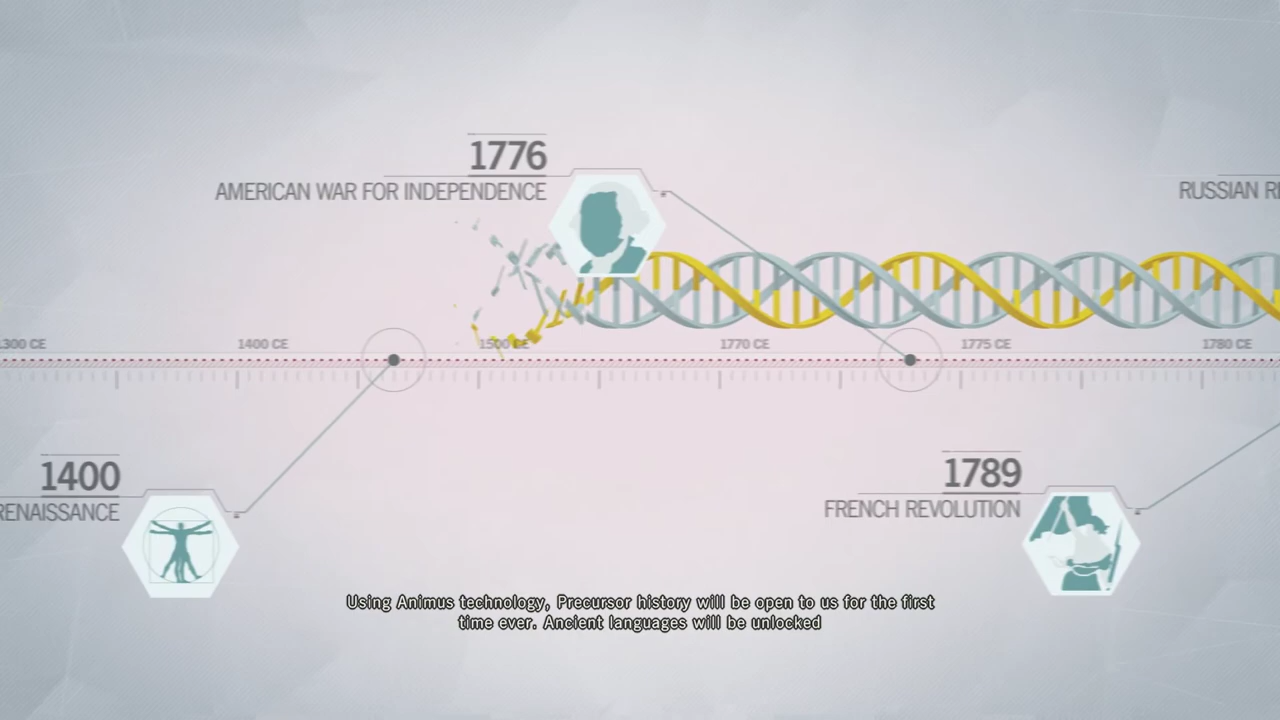 1776
AMERICAN WAR FOR INDEPENDENCE
RUSSIAN RE
300 CE
1400 CE
1500 CE
1770 CE
1775 CE
1780 CE
1400
RENAISSANCE
1789
FRENCH REVOLUTION
Using Animus technology, Precursor history will be open to us for the first
time ever. Ancient languages will be unlocked